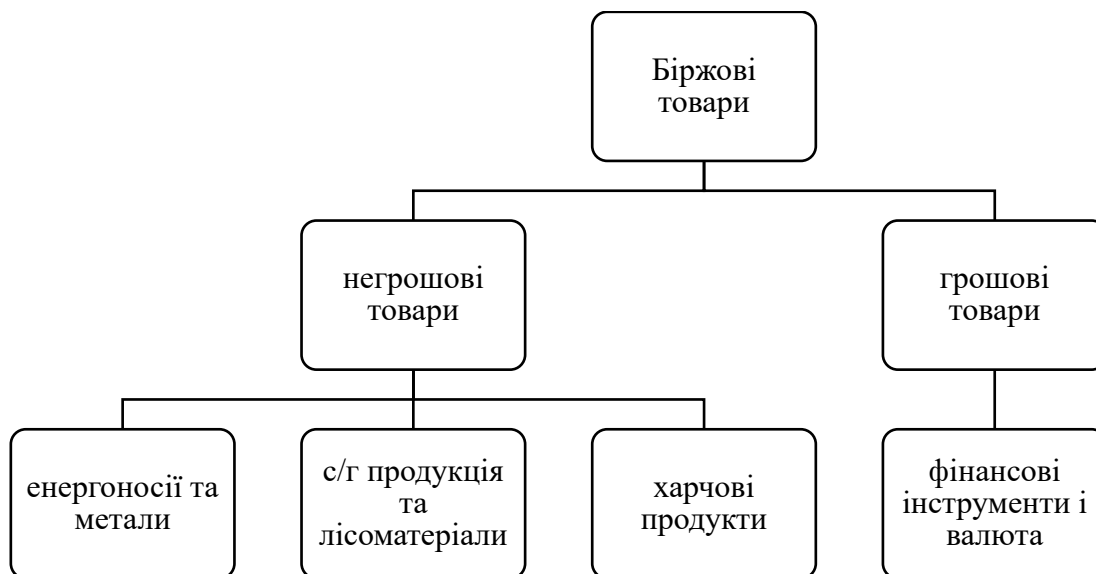 Біржові
товари
негрошові
товари
грошові
товари
енергоносії та
метали
с/г продукція
та
лісоматеріали
харчові
продукти
фінансові
інструменти і
валюта